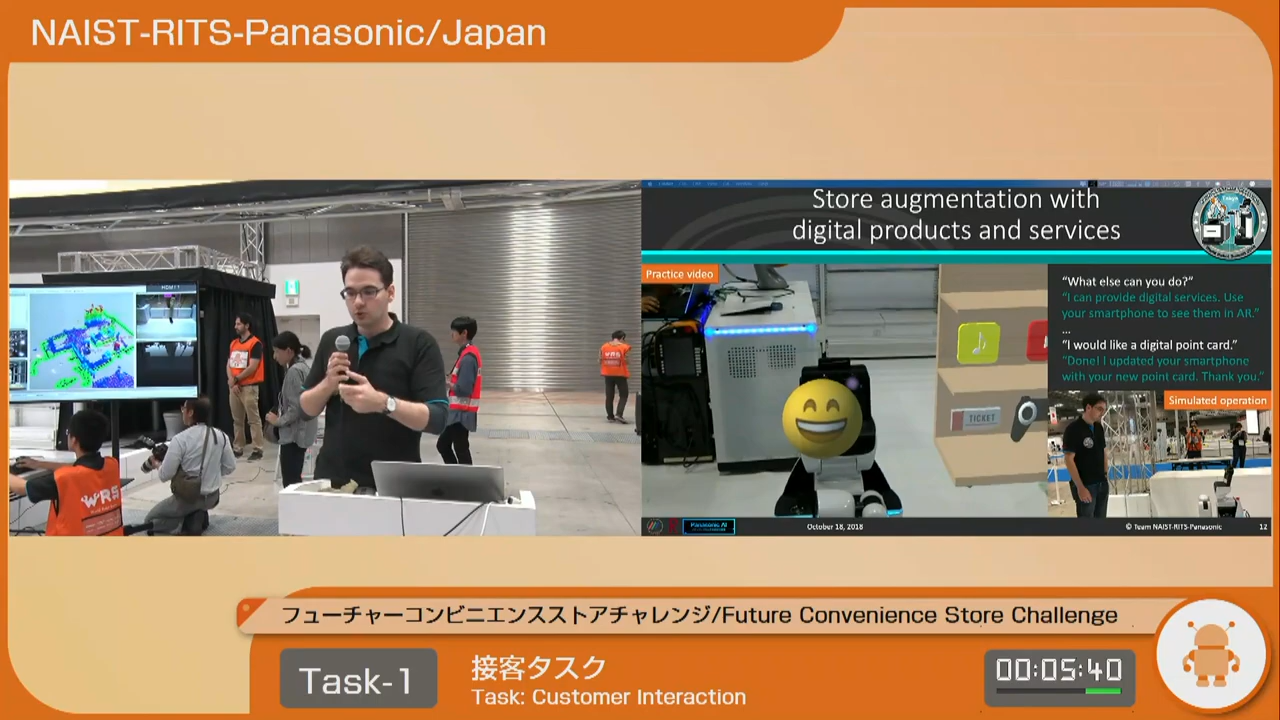 NAIST-RITS-Panasonic/Japan
Store augmentation with
digital products and services
Practice video
"What else can you do?"
"I can provide digital services. Use
your smartphone to see them in AR."
...
"I would like a digital point card."
"Done! I updated your smartphone
with your new point card. Thank you."
Simulated operation
TICKET
WRS
WRS
Panasonic AI
October 18, 2018
© Team NAIST-RITS-Panasonic
12
フューチャーコンビニエンスストアチャレンジ/Future Convenience Store Challenge
Task-1
接客タスク
Task: Customer Interaction
00:05:40